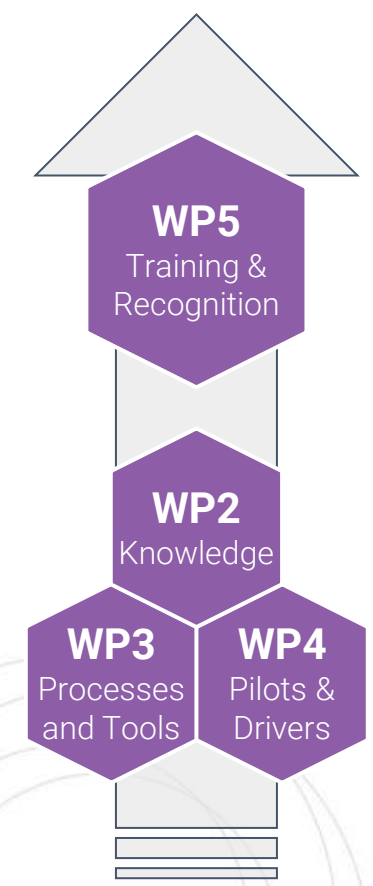 WP5
Training &
Recognition
WP2
Knowledge
WP3
Processes
and Tools
WP4
Pilots &
Drivers